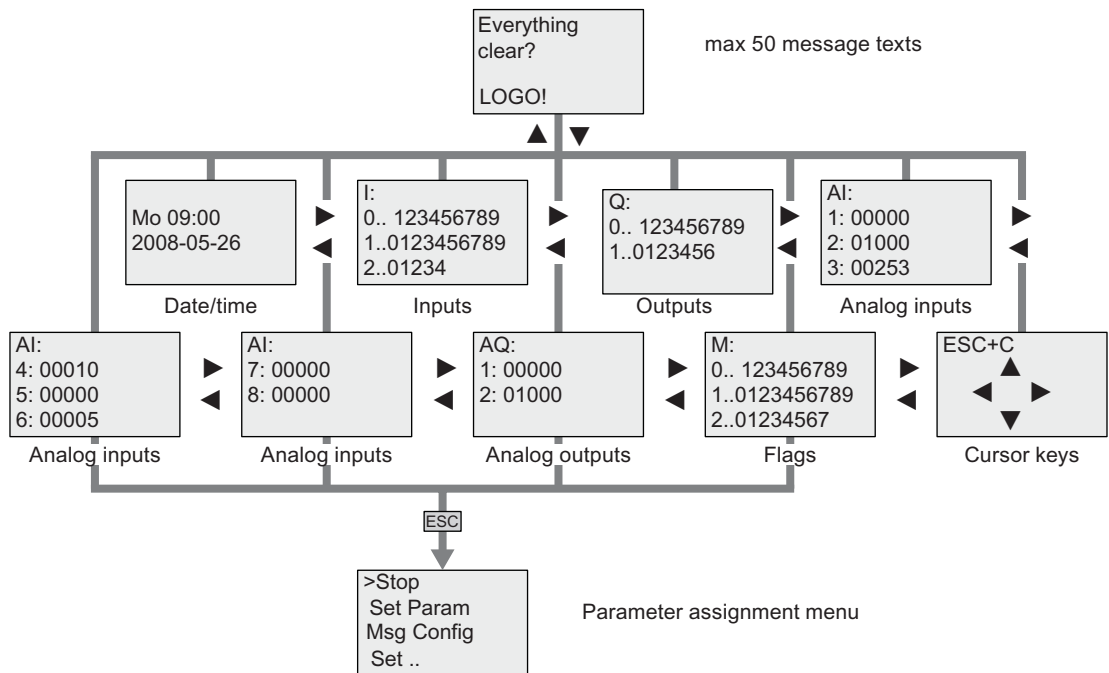 Everything
clear?
LOGO!
max 50 message texts
Mo 09:00
2008-05-26
Date/time
I:
0.. 123456789
1..0123456789
2..01234
Inputs
Q:
0.. 123456789
1..0123456
Outputs
AI:
1: 00000
2: 01000
3: 00253
Analog inputs
AI:
4: 00010
5: 00000
6: 00005
Analog inputs
AI:
7: 00000
8: 00000
Analog inputs
AQ:
1: 00000
2: 01000
Analog outputs
M:
0.. 123456789
1..0123456789
2..01234567
Flags
ESC+C
Cursor keys
ESC
>Stop
Set Param
Msg Config
Set ..
Parameter assignment menu